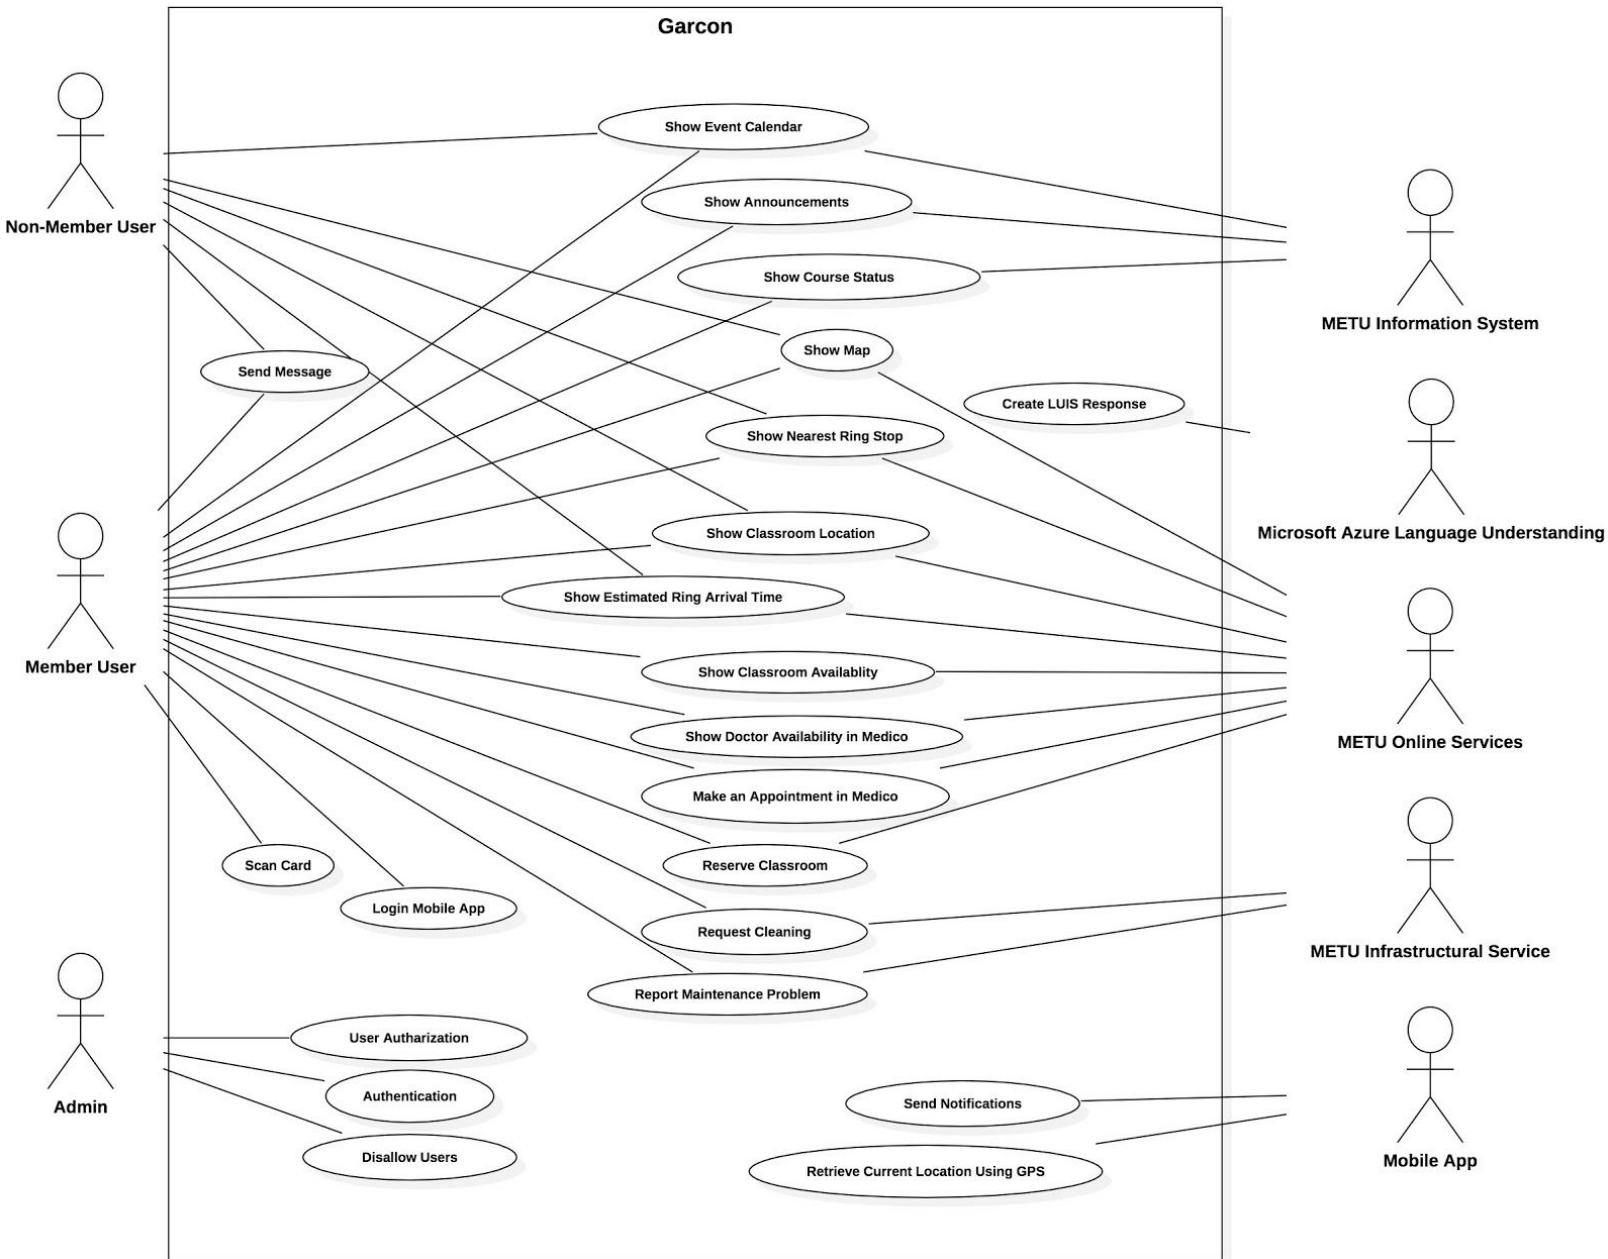 Garcon
Non-Member User
Show Event Calendar
Show Announcements
Show Course Status
METU Information System
Send Message
Show Map
Create LUIS Response
Show Nearest Ring Stop
Microsoft Azure Language Understanding
Show Classroom Location
Show Estimated Ring Arrival Time
Member User
Show Classroom Availablity
Show Doctor Availability in Medico
METU Online Services
Make an Appointment in Medico
Scan Card
Reserve Classroom
Login Mobile App
Request Cleaning
METU Infrastructural Service
Report Maintenance Problem
User Autharization
Authentication
Admin
Send Notifications
Disallow Users
Retrieve Current Location Using GPS
Mobile App